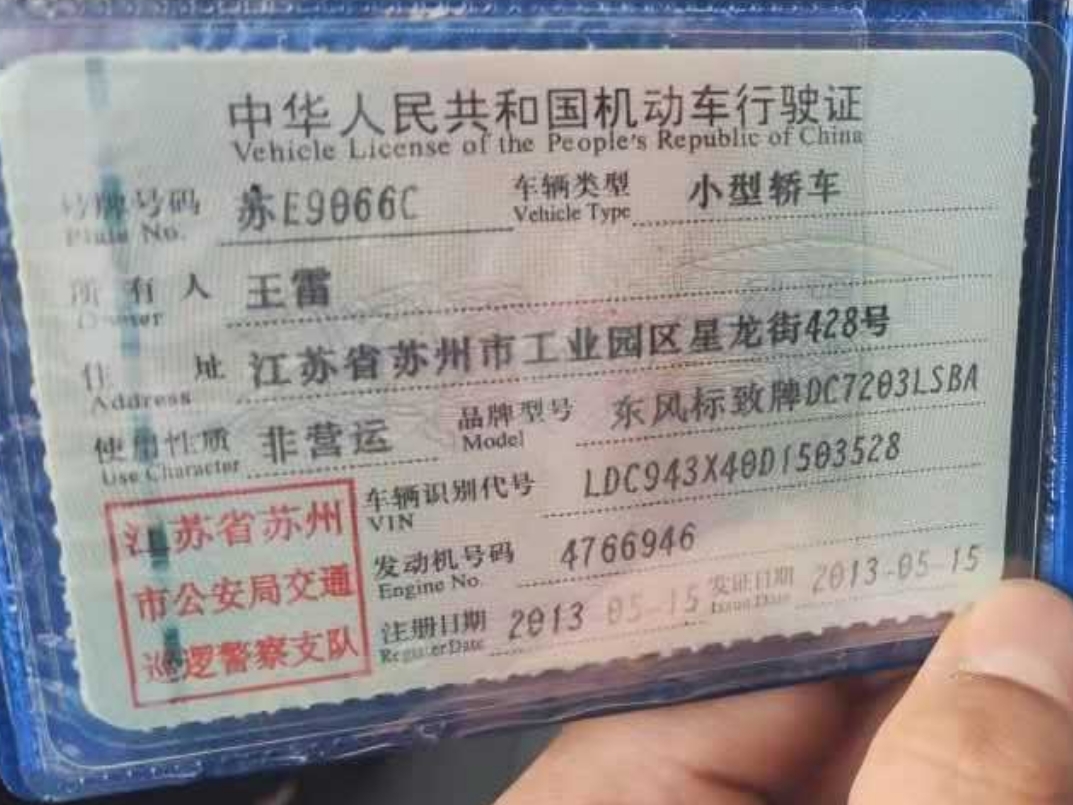 中华人民共和国机动车行驶证
Vehicle License of the People's Republic of China
号牌号码 苏E9066C 车辆类型 小型轿车
Plate No. Vehicle Type
所有人 王雷
Owner
住址 江苏省苏州市工业园区星龙街428号
Address
使用性质 非营运 品牌型号 东风标致牌DC7203LSBA
Use Character Model
车辆识别代号 LDC943X40D1503528
VIN
发动机号码 4766946
Engine No.
注册日期 2013-05-15 发证日期 2013-05-15
Register Date Issue Date
江苏省苏州
市公安局交通
巡逻警察支队